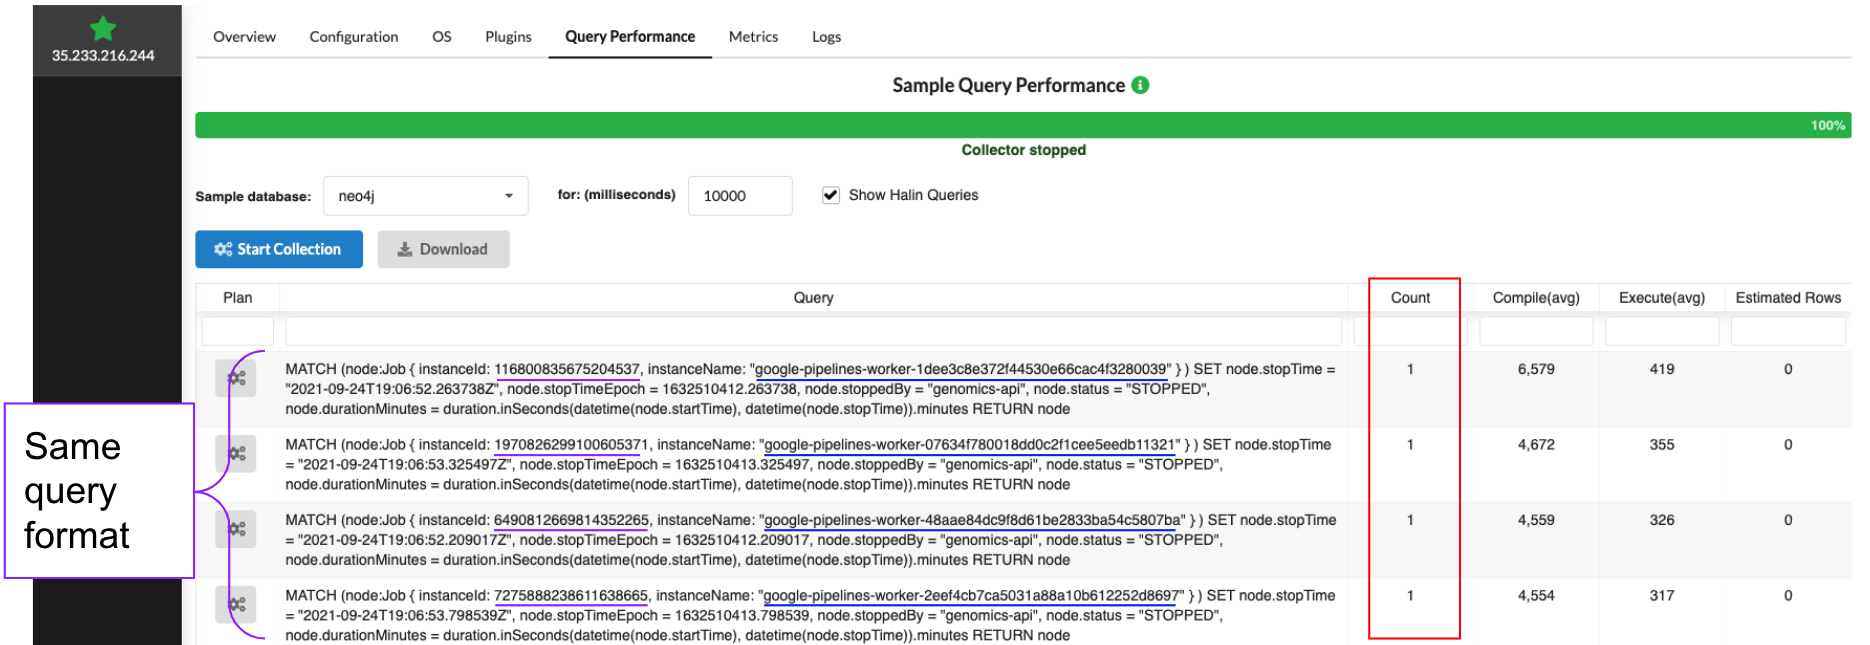 35.233.216.244
Overview Configuration OS Plugins Query Performance Metrics Logs
Sample Query Performance
100%
Collector stopped
Sample database: neo4j for: (milliseconds) 10000 Show Halin Queries
Start Collection Download
Plan Query Count Compile(avg) Execute(avg) Estimated Rows
MATCH (node:Job { instanceId: 116800835675204537, instanceName: "google-pipelines-worker-1dee3c8e372f44530e66cac4f3280039" } ) SET node.stopTime = 1 6,579 419 0
"2021-09-24T19:06:52.263738Z", node.stopTimeEpoch = 1632510412.263738, node.stoppedBy = "genomics-api", node.status = "STOPPED",
node.durationMinutes = duration.inSeconds(datetime(node.startTime), datetime(node.stopTime)).minutes RETURN node
MATCH (node:Job { instanceId: 1970826299100605371, instanceName: "google-pipelines-worker-07634f780018dd0c2f1cee5eedb11321" } ) SET node.stopTime 1 4,672 355 0
= "2021-09-24T19:06:53.325497Z", node.stopTimeEpoch = 1632510413.325497, node.stoppedBy = "genomics-api", node.status = "STOPPED",
node.durationMinutes = duration.inSeconds(datetime(node.startTime), datetime(node.stopTime)).minutes RETURN node
MATCH (node:Job { instanceId: 6490812669814352265, instanceName: "google-pipelines-worker-48aae84dc9f8d61be2833ba54c5807ba" } ) SET node.stopTime 1 4,559 326 0
= "2021-09-24T19:06:52.209017Z", node.stopTimeEpoch = 1632510412.209017, node.stoppedBy = "genomics-api", node.status = "STOPPED",
node.durationMinutes = duration.inSeconds(datetime(node.startTime), datetime(node.stopTime)).minutes RETURN node
MATCH (node:Job { instanceId: 7275888238611638665, instanceName: "google-pipelines-worker-2eef4cb7ca5031a88a10b612252d8697" } ) SET node.stopTime 1 4,554 317 0
= "2021-09-24T19:06:53.798539Z", node.stopTimeEpoch = 1632510413.798539, node.stoppedBy = "genomics-api", node.status = "STOPPED",
node.durationMinutes = duration.inSeconds(datetime(node.startTime), datetime(node.stopTime)).minutes RETURN node
Same
query
format